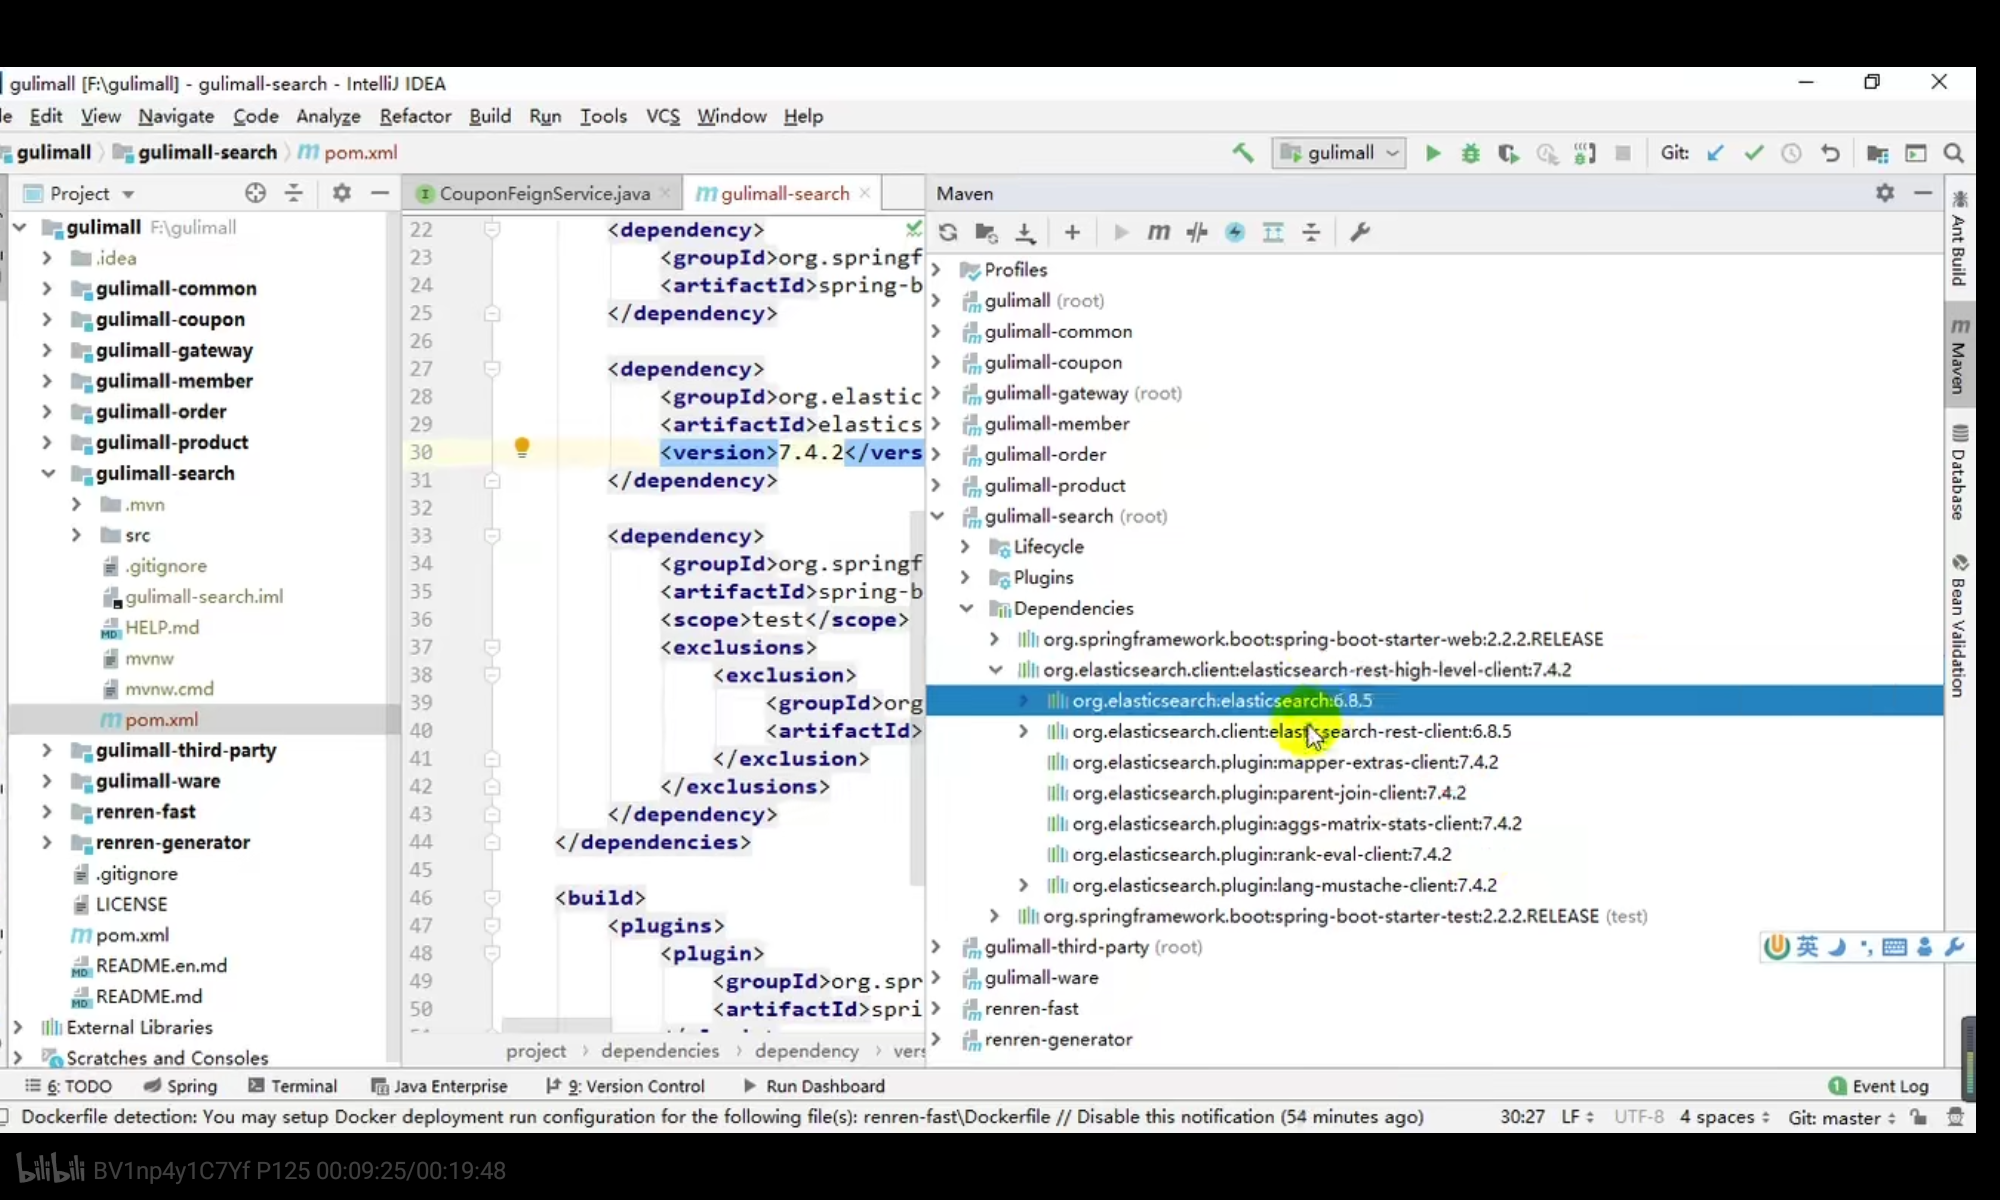 gulimall [F:\gulimall] - gulimall-search - IntelliJ IDEA
le Edit View Navigate Code Analyze Refactor Build Run Tools VCS Window Help
gulimall gulimall-search pom.xml
gulimall
Git:
Project
gulimall F:\gulimall
.idea
gulimall-common
gulimall-coupon
gulimall-gateway
gulimall-member
gulimall-order
gulimall-product
gulimall-search
.mvn
src
.gitignore
gulimall-search.iml
HELP.md
mvnw
mvnw.cmd
pom.xml
gulimall-third-party
gulimall-ware
renren-fast
renren-generator
.gitignore
LICENSE
pom.xml
README.en.md
README.md
External Libraries
Scratches and Consoles
CouponFeignService.java gulimall-search
22 <dependency>
23 <groupId>org.springf
24 <artifactId>spring-b
25 </dependency>
26
27 <dependency>
28 <groupId>org.elastic
29 <artifactId>elastics
30 <version>7.4.2</vers
31 </dependency>
32
33 <dependency>
34 <groupId>org.springf
35 <artifactId>spring-b
36 <scope>test</scope>
37 <exclusions>
38 <exclusion>
39 <groupId>org
40 <artifactId>
41 </exclusion>
42 </exclusions>
43 </dependency>
44 </dependencies>
45
46 <build>
47 <plugins>
48 <plugin>
49 <groupId>org.spr
50 <artifactId>spri
project dependencies dependency vers
Maven
Profiles
gulimall (root)
gulimall-common
gulimall-coupon
gulimall-gateway (root)
gulimall-member
gulimall-order
gulimall-product
gulimall-search (root)
Lifecycle
Plugins
Dependencies
org.springframework.boot:spring-boot-starter-web:2.2.2.RELEASE
org.elasticsearch.client:elasticsearch-rest-high-level-client:7.4.2
org.elasticsearch:elasticsearch:6.8.5
org.elasticsearch.client:elasticsearch-rest-client:6.8.5
org.elasticsearch.plugin:mapper-extras-client:7.4.2
org.elasticsearch.plugin:parent-join-client:7.4.2
org.elasticsearch.plugin:aggs-matrix-stats-client:7.4.2
org.elasticsearch.plugin:rank-eval-client:7.4.2
org.elasticsearch.plugin:lang-mustache-client:7.4.2
org.springframework.boot:spring-boot-starter-test:2.2.2.RELEASE (test)
gulimall-third-party (root)
gulimall-ware
renren-fast
renren-generator
Ant Build
Maven
Database
Bean Validation
英
6: TODO Spring Terminal Java Enterprise 9: Version Control Run Dashboard
1 Event Log
Dockerfile detection: You may setup Docker deployment run configuration for the following file(s): renren-fast\Dockerfile // Disable this notification (54 minutes ago)
30:27 LF UTF-8 4 spaces Git: master
bilibili BV1np4y1C7Yf P125 00:09:25/00:19:48